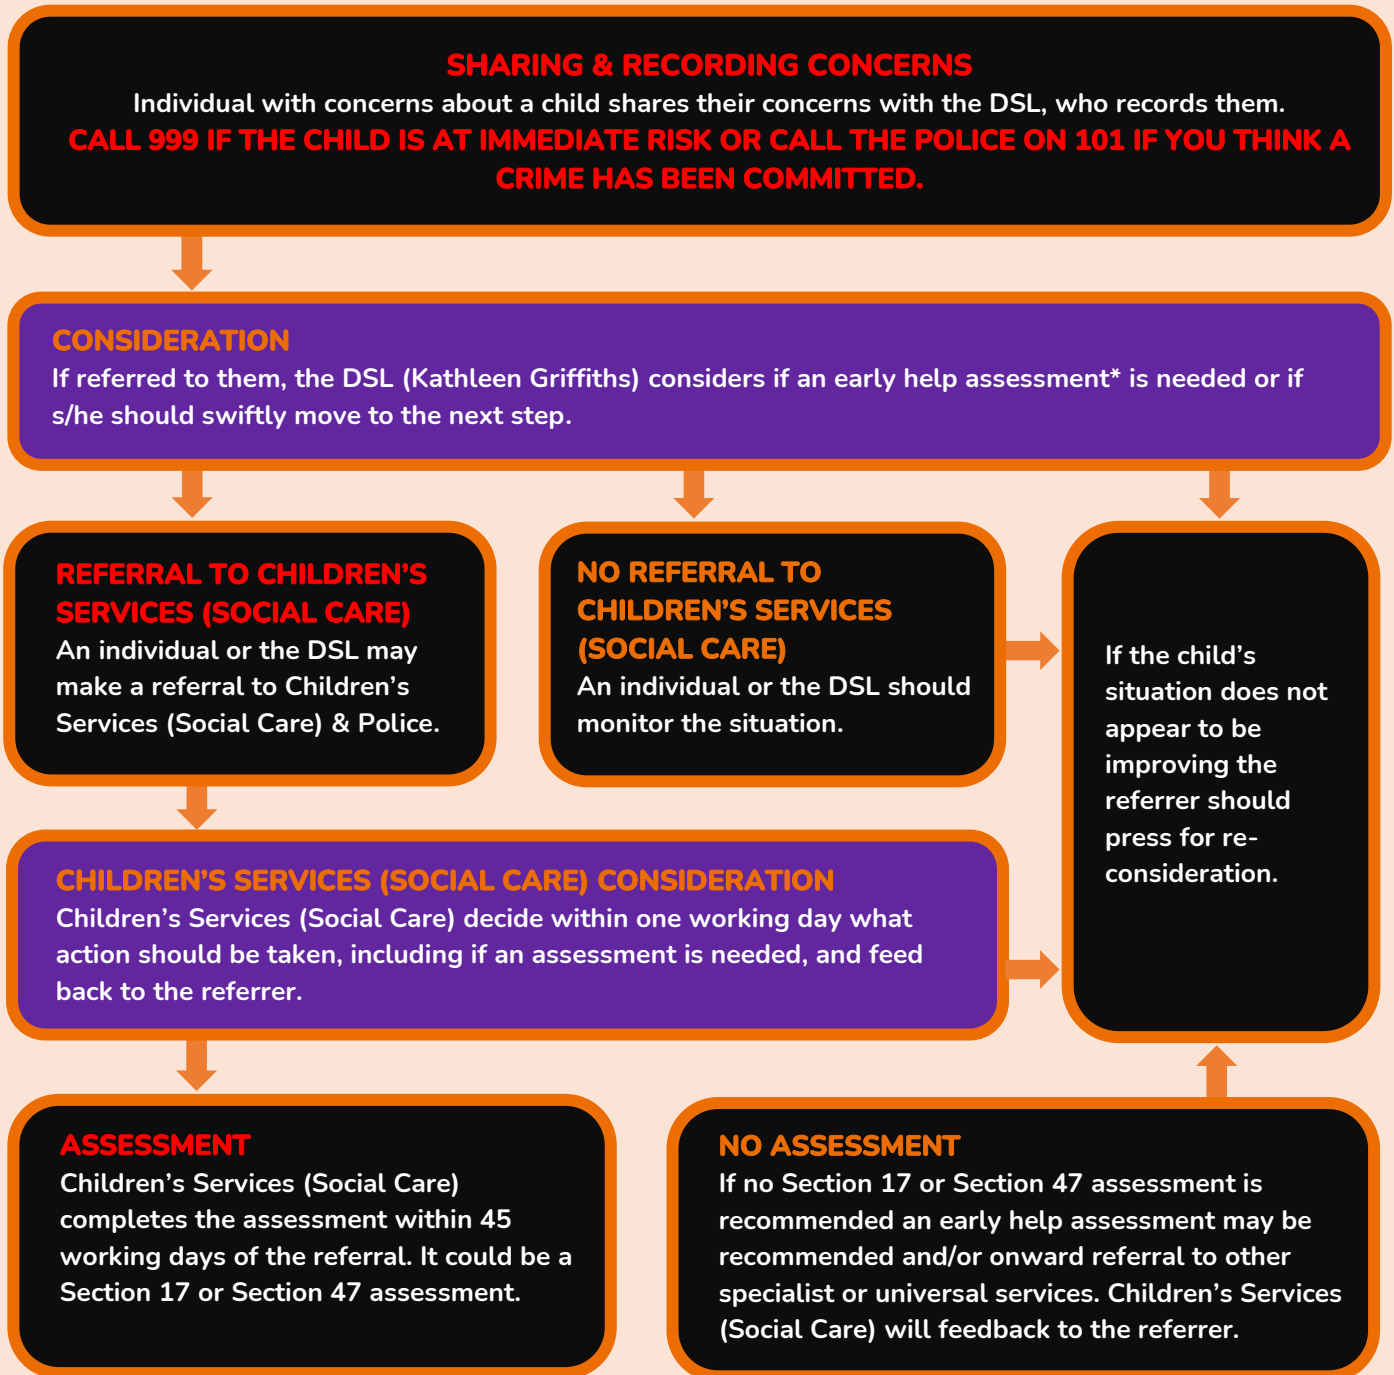 SHARING & RECORDING CONCERNS
Individual with concerns about a child shares their concerns with the DSL, who records them.
CALL 999 IF THE CHILD IS AT IMMEDIATE RISK OR CALL THE POLICE ON 101 IF YOU THINK A
CRIME HAS BEEN COMMITTED.
CONSIDERATION
If referred to them, the DSL (Kathleen Griffiths) considers if an early help assessment* is needed or if
s/he should swiftly move to the next step.
REFERRAL TO CHILDREN’S
SERVICES (SOCIAL CARE)
An individual or the DSL may
make a referral to Children’s
Services (Social Care) & Police.
NO REFERRAL TO
CHILDREN’S SERVICES
(SOCIAL CARE)
An individual or the DSL should
monitor the situation.
If the child’s
situation does not
appear to be
improving the
referrer should
press for re-
consideration.
CHILDREN’S SERVICES (SOCIAL CARE) CONSIDERATION
Children’s Services (Social Care) decide within one working day what
action should be taken, including if an assessment is needed, and feed
back to the referrer.
ASSESSMENT
Children’s Services (Social Care)
completes the assessment within 45
working days of the referral. It could be a
Section 17 or Section 47 assessment.
NO ASSESSMENT
If no Section 17 or Section 47 assessment is
recommended an early help assessment may be
recommended and/or onward referral to other
specialist or universal services. Children’s Services
(Social Care) will feedback to the referrer.